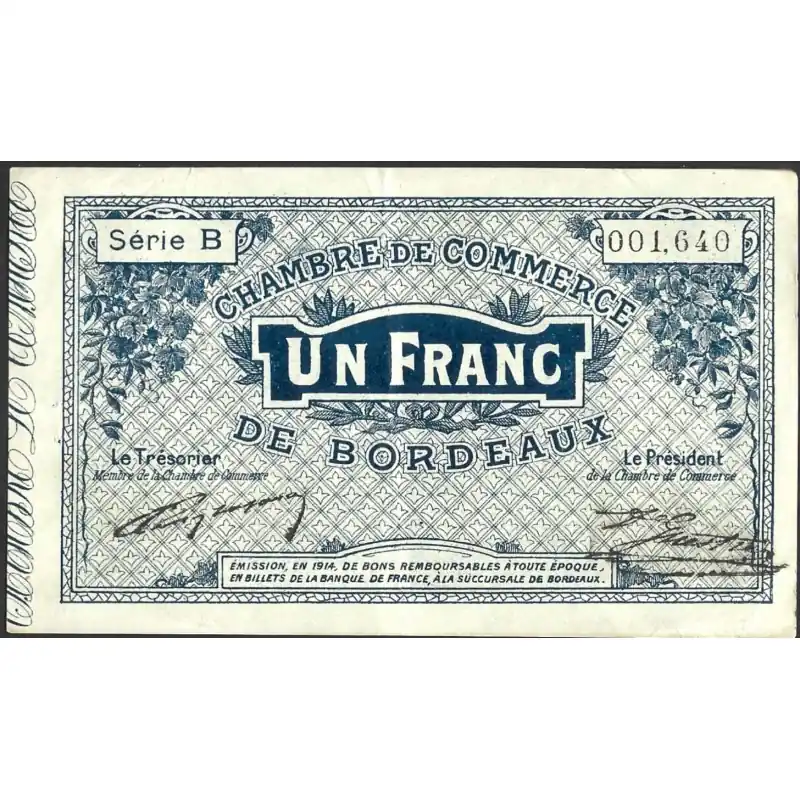 Série B
001,640
CHAMBRE DE COMMERCE
UN FRANC
DE BORDEAUX
Le Trésorier
Membre de la Chambre de Commerce
Le Président
de la Chambre de Commerce
ÉMISSION, EN 1914, DE BONS REMBOURSABLES À TOUTE ÉPOQUE,
EN BILLETS DE LA BANQUE DE FRANCE, À LA SUCCURSALE DE BORDEAUX.